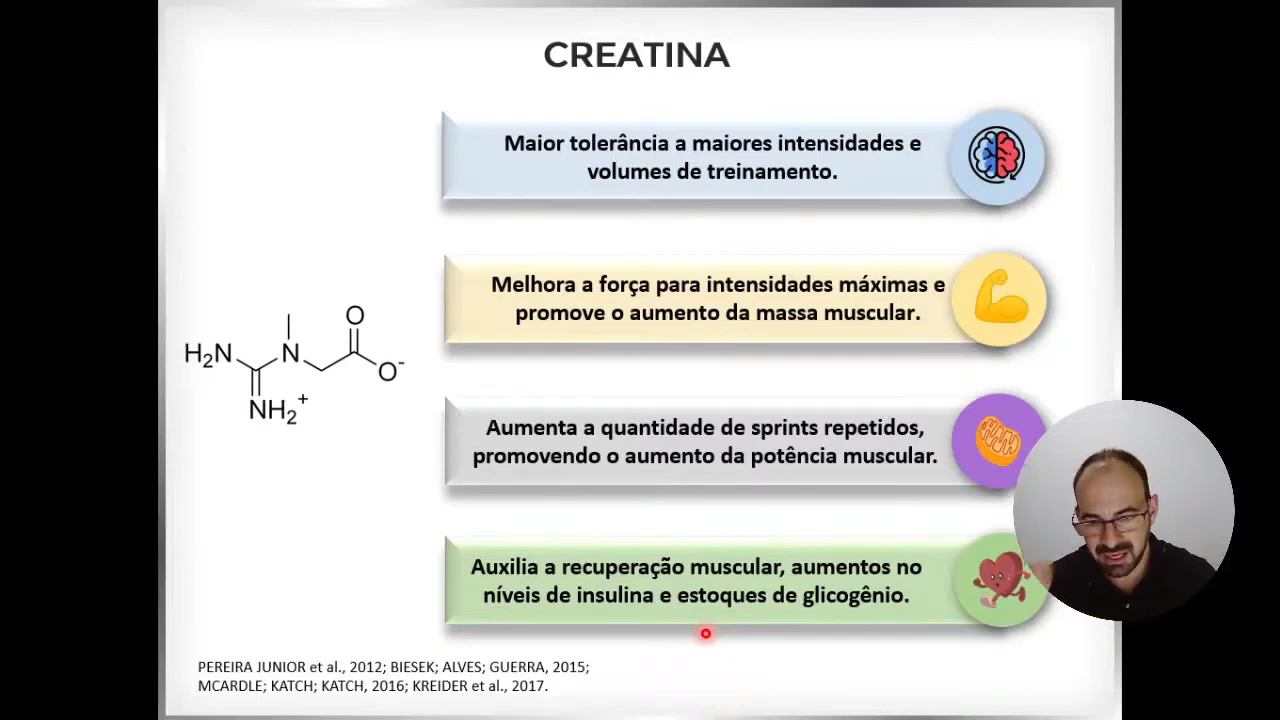 CREATINA
Maior tolerância a maiores intensidades e
volumes de treinamento.
Melhora a força para intensidades máximas e
promove o aumento da massa muscular.
H₂N
N
O
O⁻
NH₂⁺
Aumenta a quantidade de sprints repetidos,
promovendo o aumento da potência muscular.
Auxilia a recuperação muscular, aumentos no
níveis de insulina e estoques de glicogênio.
PEREIRA JUNIOR et al., 2012; BIESEK; ALVES; GUERRA, 2015;
MCARDLE; KATCH; KATCH, 2016; KREIDER et al., 2017.